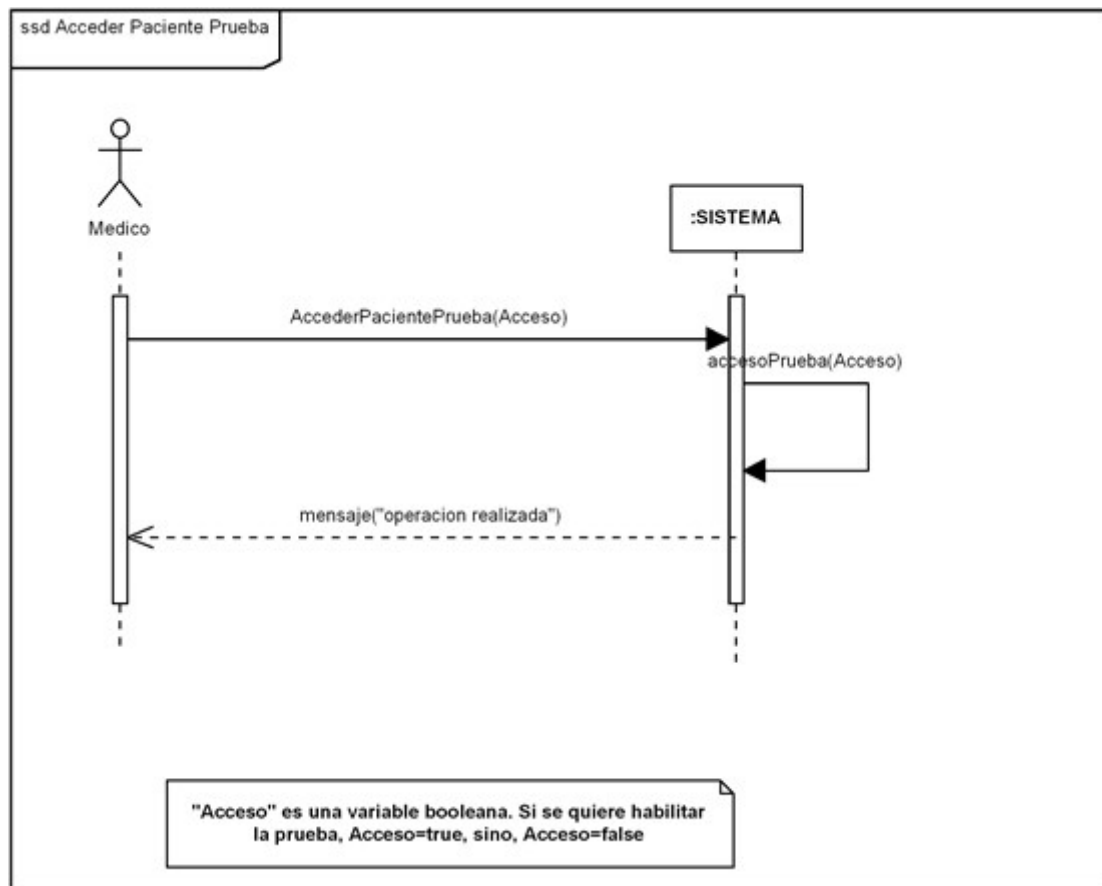 ssd Acceder Paciente Prueba
Medico
:SISTEMA
AccederPacientePrueba(Acceso)
accesoPrueba(Acceso)
mensaje("operacion realizada")
"Acceso" es una variable booleana. Si se quiere habilitar
la prueba, Acceso=true, sino, Acceso=false